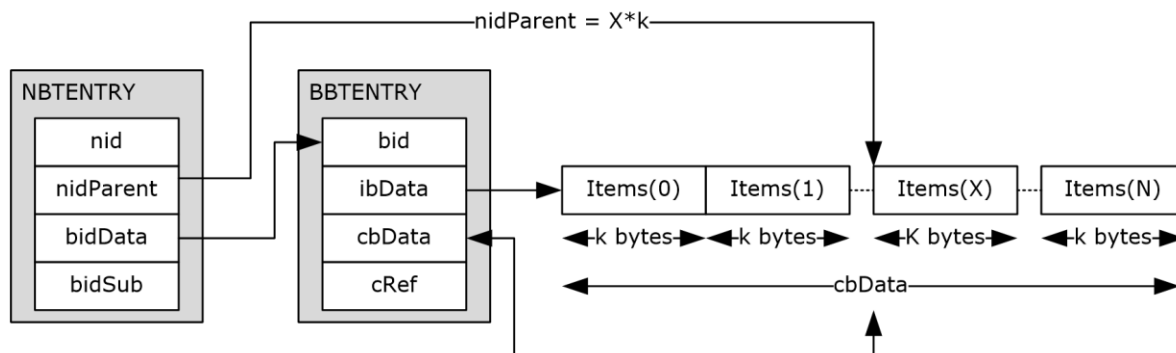 nidParent = X*k
NBTENTRY
nid
nidParent
bidData
bidSub
BBTENTRY
bid
ibData
cbData
cRef
Items(0) Items(1) Items(X) Items(N)
k bytes k bytes K bytes k bytes
cbData